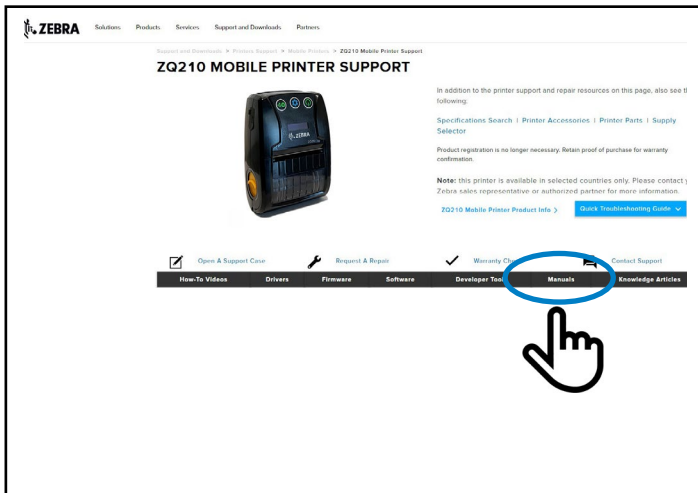 ZEBRA
Solutions Products Services Support and Downloads Partners
Support and Downloads > Printers Support > Mobile Printers > ZQ210 Mobile Printer Support
ZQ210 MOBILE PRINTER SUPPORT
In addition to the printer support and repair resources on this page, also see
following:
Specifications Search | Printer Accessories | Printer Parts | Supply
Selector
Product registration is no longer necessary. Retain proof of purchase for warranty
confirmation.
Note: this printer is available in selected countries only. Please contact
Zebra sales representative or authorized partner for more information.
ZQ210 Mobile Printer Product Info >
Quick Troubleshooting Guide
ZEBRA
Open A Support Case Request A Repair Warranty Contact Support
How-To Videos Drivers Firmware Software Developer Manuals Knowledge Articles